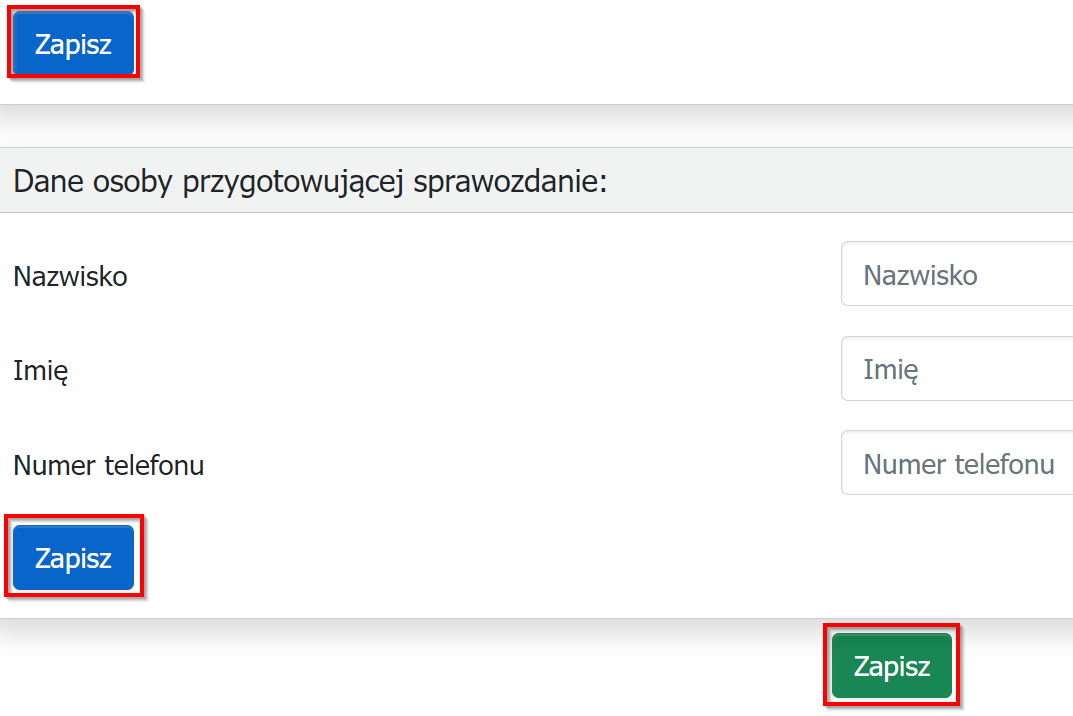 Zapisz
Dane osoby przygotowującej sprawozdanie:
Nazwisko Nazwisko
Imię Imię
Numer telefonu Numer telefonu
Zapisz
Zapisz